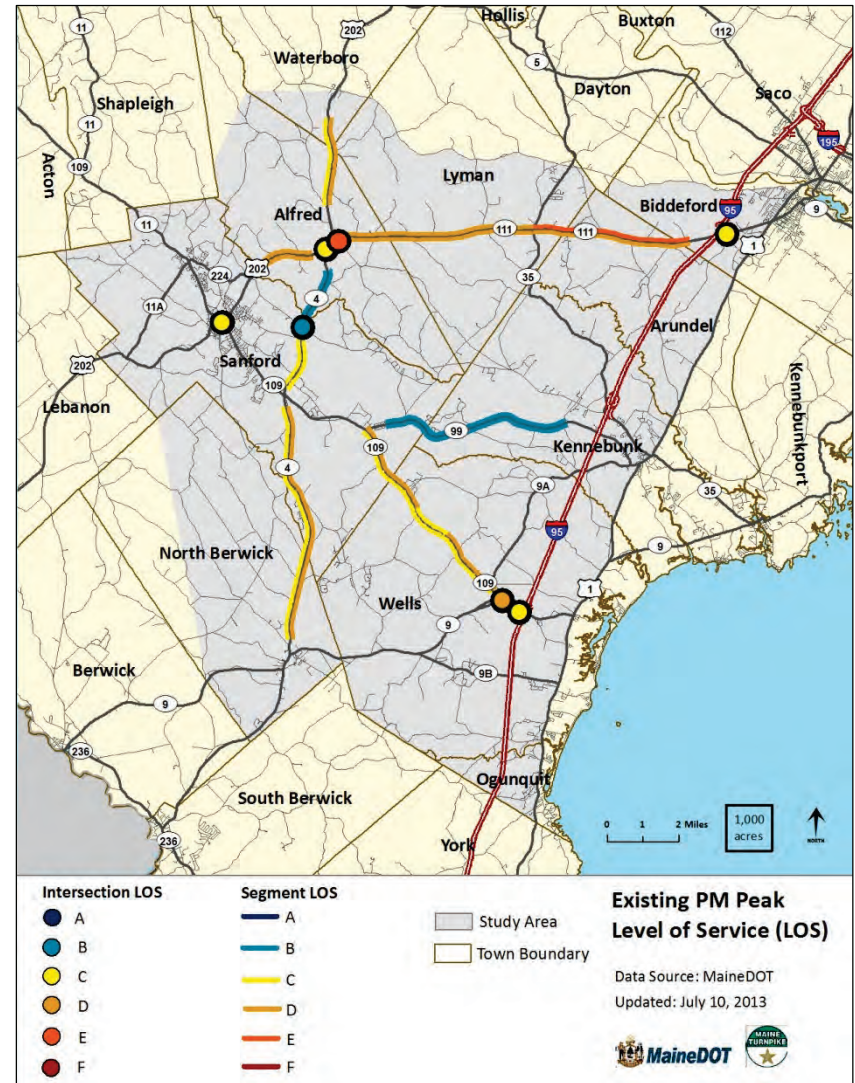 11
202
Waterboro
Hollis
Buxton
112
5
Dayton
Saco
Shapleigh
11
109
Acton
195
Lyman
11
Alfred
Biddeford
95
9
111
111
1
224
202
35
4
11A
Arundel
Sanford
202
109
Lebanon
99
Kennebunk
Kennebunkport
109
9A
4
35
95
9
North Berwick
109
1
Wells
9
9B
Berwick
9
236
Ogunquit
South Berwick
0 1 2 Miles
1,000
acres
NORTH
236
York
Intersection LOS
A
B
C
D
E
F
Segment LOS
A
B
C
D
E
F
Study Area
Town Boundary
Existing PM Peak
Level of Service (LOS)
Data Source: MaineDOT
Updated: July 10, 2013
MaineDOT
MAINE
TURNPIKE